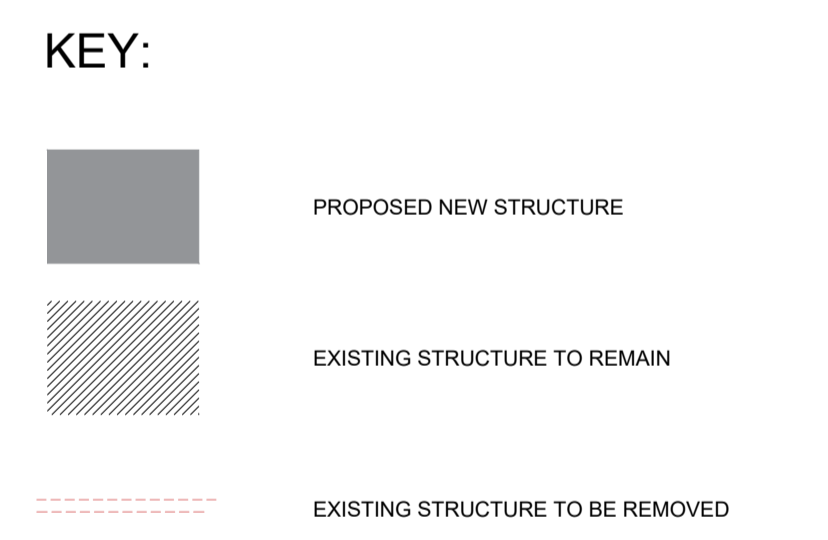 KEY:
PROPOSED NEW STRUCTURE
EXISTING STRUCTURE TO REMAIN
EXISTING STRUCTURE TO BE REMOVED